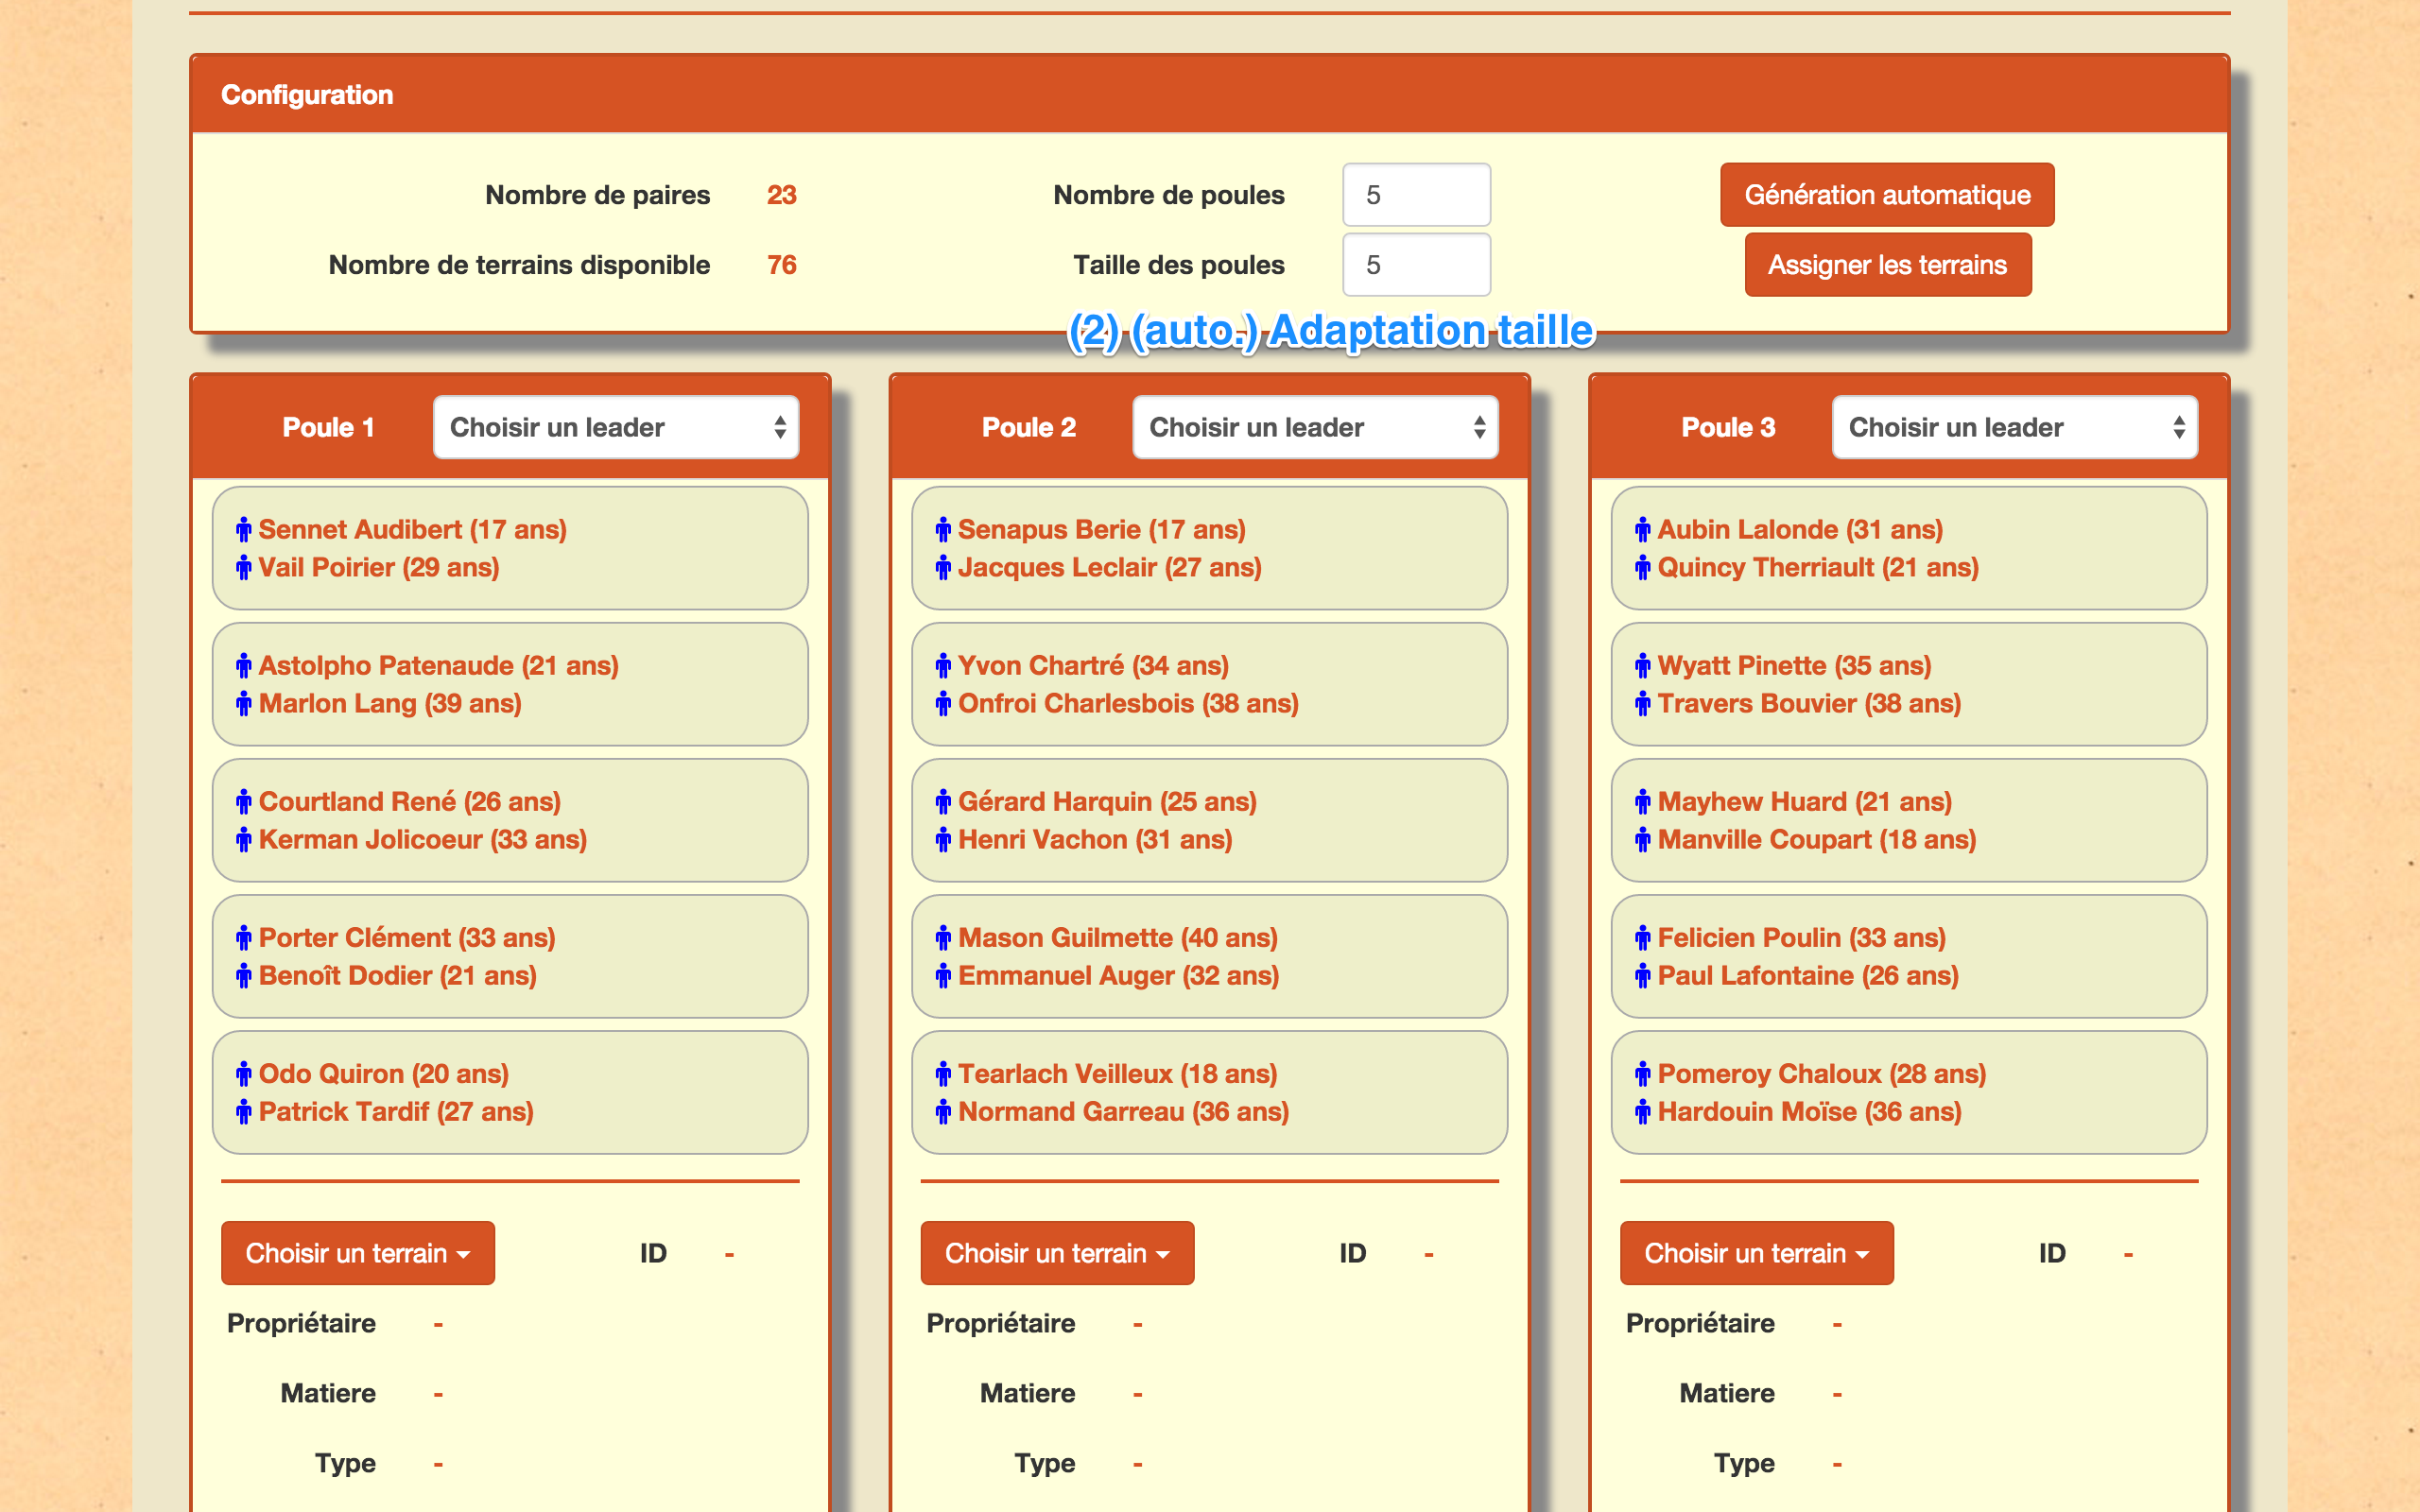 Configuration
Nombre de paires 23 Nombre de poules 5 Génération automatique
Nombre de terrains disponible 76 Taille des poules 5 Assigner les terrains
(2) (auto.) Adaptation taille
Poule 1 Choisir un leader
Sennet Audibert (17 ans)
Vail Poirier (29 ans)
Astolpho Patenaude (21 ans)
Marlon Lang (39 ans)
Courtland René (26 ans)
Kerman Jolicoeur (33 ans)
Porter Clément (33 ans)
Benoît Dodier (21 ans)
Odo Quiron (20 ans)
Patrick Tardif (27 ans)
Choisir un terrain ID -
Propriétaire -
Matiere -
Type -
Poule 2 Choisir un leader
Senapus Berie (17 ans)
Jacques Leclair (27 ans)
Yvon Chartré (34 ans)
Onfroi Charlesbois (38 ans)
Gérard Harquin (25 ans)
Henri Vachon (31 ans)
Mason Guilmette (40 ans)
Emmanuel Auger (32 ans)
Tearlach Veilleux (18 ans)
Normand Garreau (36 ans)
Choisir un terrain ID -
Propriétaire -
Matiere -
Type -
Poule 3 Choisir un leader
Aubin Lalonde (31 ans)
Quincy Therriault (21 ans)
Wyatt Pinette (35 ans)
Travers Bouvier (38 ans)
Mayhew Huard (21 ans)
Manville Coupart (18 ans)
Felicien Poulin (33 ans)
Paul Lafontaine (26 ans)
Pomeroy Chaloux (28 ans)
Hardouin Moïse (36 ans)
Choisir un terrain ID -
Propriétaire -
Matiere -
Type -